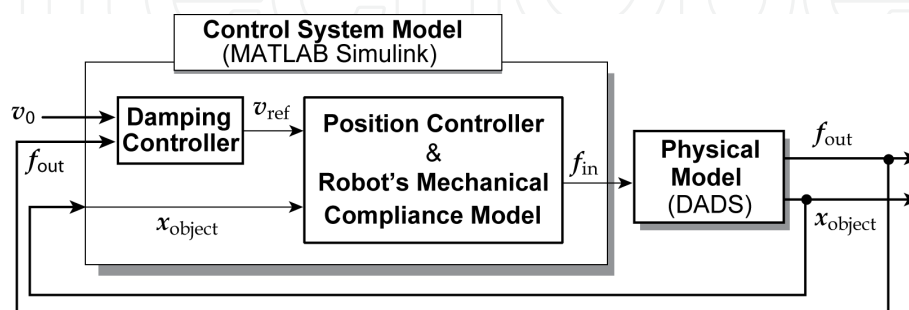 Control System Model
(MATLAB Simulink)
v0
Damping
Controller
vref
Position Controller
&
Robot's Mechanical
Compliance Model
fin
Physical
Model
(DADS)
fout
fout
xobject
xobject